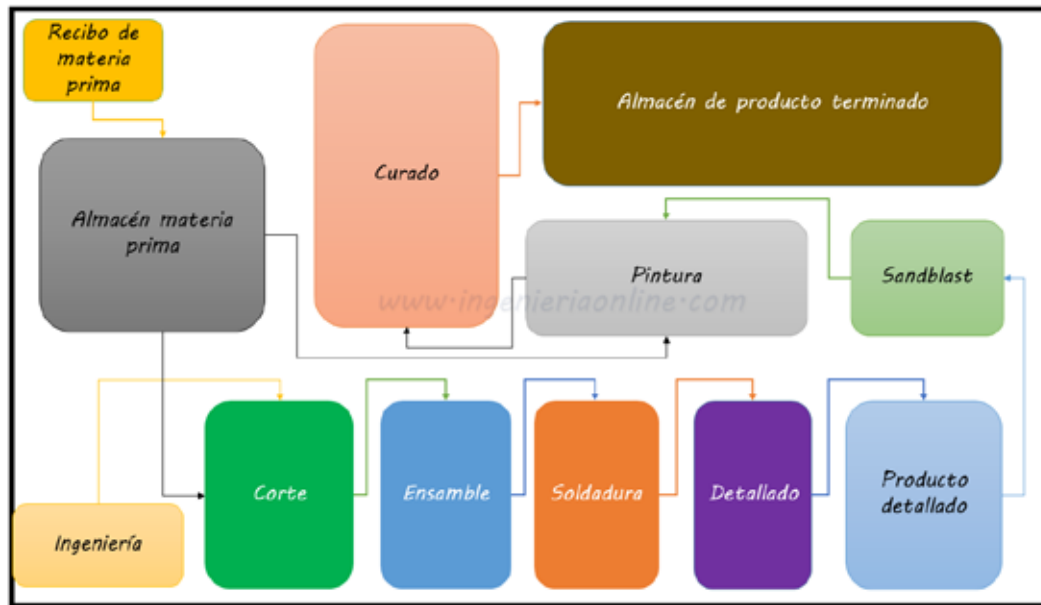 Recibo de
materia
prima
Almacén de producto terminado
Curado
Almacén materia
prima
Pintura
Sandblast
www.ingenieriaonline.com
Corte
Ensamble
Soldadura
Detallado
Producto
detallado
Ingeniería